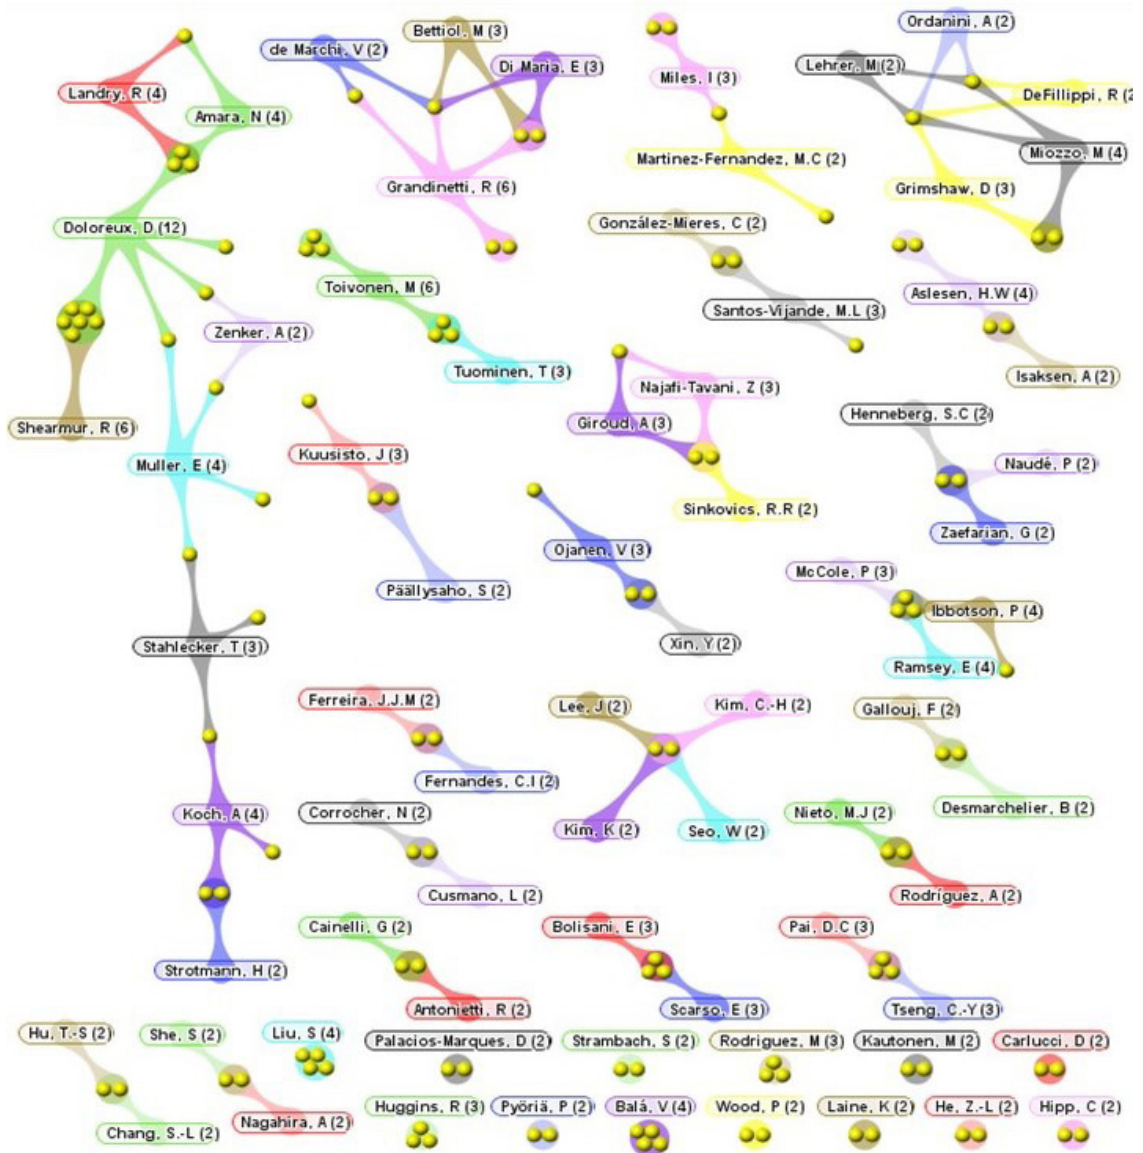 Ordanini, A (2)
Bettiol, M (3)
de Marchi, V (2)
Di Maria, E (3)
Lehrer, M (2)
Miles, I (3)
Landry, R (4)
DeFillippi, R (2
Amara, N (4)
Miozzo, M (4)
Martinez-Fernandez, M.C (2)
Grandinetti, R (6)
Grimshaw, D (3)
González-Mieres, C (2)
Doloreux, D (12)
Toivonen, M (6)
Aslesen, H.W (4)
Santos-Vijande, M.L (3)
Zenker, A (2)
Tuominen, T (3)
Isaksen, A (2)
Najafi-Tavani, Z (3)
Henneberg, S.C (2)
Giroud, A (3)
Shearmur, R (6)
Kuusisto, J (3)
Muller, E (4)
Naudé, P (2)
Sinkovics, R.R (2)
Zaefarian, G (2)
Ojanen, V (3)
McCole, P (3)
Päällysaho, S (2)
Ibbotson, P (4)
Stahlecker, T (3)
Xin, Y (2)
Ramsey, E (4)
Ferreira, J.J.M (2)
Lee, J (2)
Kim, C.-H (2)
Gallouj, F (2)
Fernandes, C.I (2)
Desmarchelier, B (2)
Koch, A (4)
Corrocher, N (2)
Nieto, M.J (2)
Kim, K (2)
Seo, W (2)
Cusmano, L (2)
Rodríguez, A (2)
Cainelli, G (2)
Bolisani, E (3)
Pai, D.C (3)
Strotmann, H (2)
Antonietti, R (2)
Scarso, E (3)
Tseng, C.-Y (3)
Hu, T.-S (2)
She, S (2)
Liu, S (4)
Palacios-Marques, D (2)
Strambach, S (2)
Rodriguez, M (3)
Kautonen, M (2)
Carlucci, D (2)
Chang, S.-L (2)
Nagahira, A (2)
Huggins, R (3)
Pyöriä, P (2)
Balá, V (4)
Wood, P (2)
Laine, K (2)
He, Z.-L (2)
Hipp, C (2)